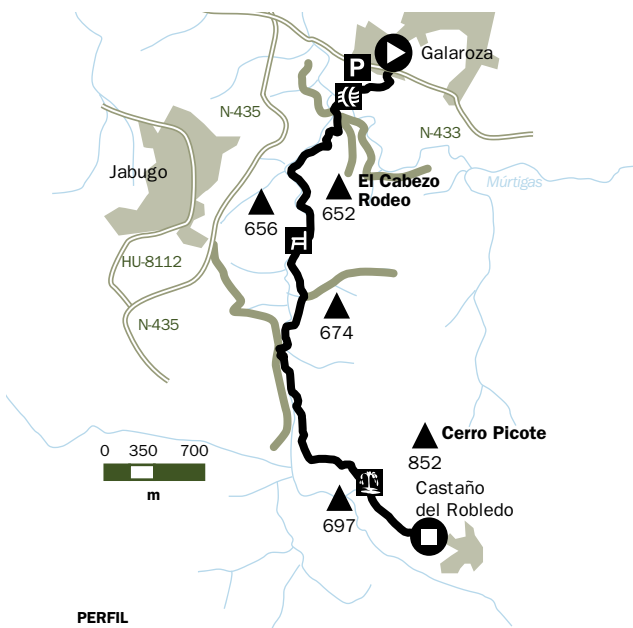 Galaroza
P
N-435
N-433
Jabugo
El Cabezo
Rodeo
Múrtigas
652
656
HU-8112
N-435
674
Cerro Picote
852
0 350 700
m
Castaño
del Robledo
697
PERFIL